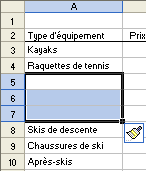 A
1
2 Type d'équipement Prix
3 Kayaks
4 Raquettes de tennis
5
6
7
8 Skis de descente
9 Chaussures de ski
10 Après-skis